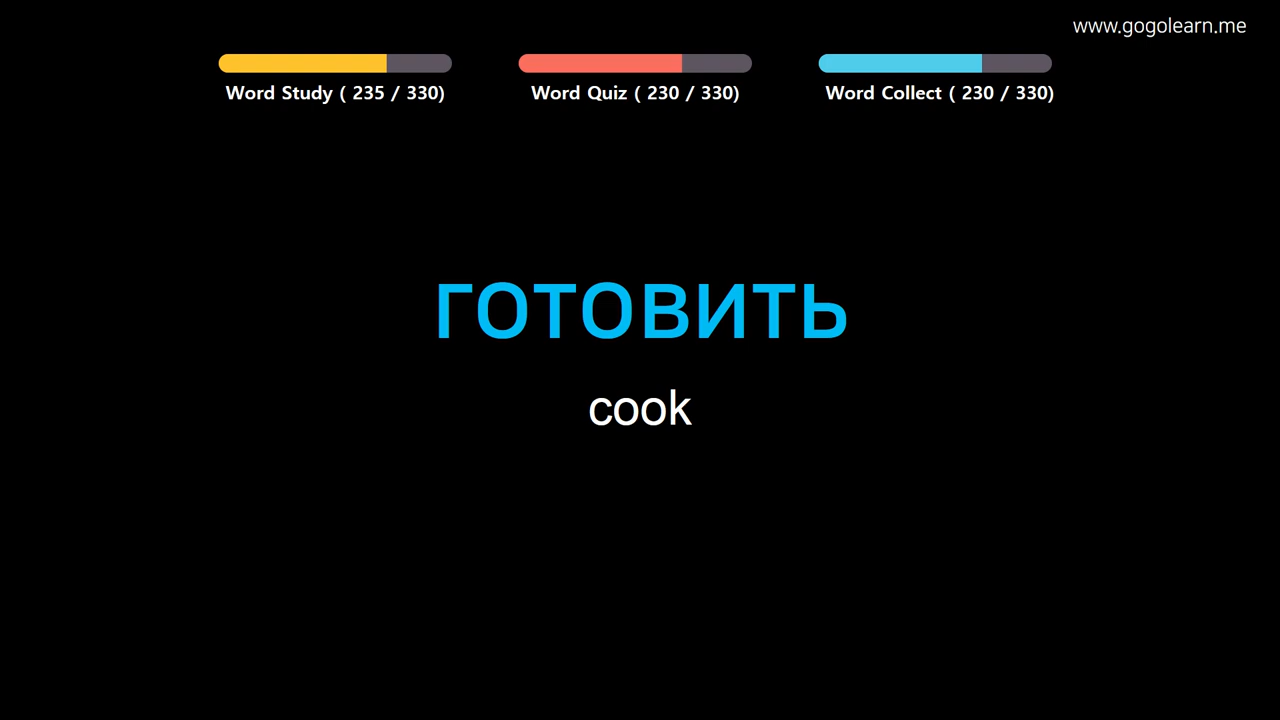 www.gogolearn.me
Word Study ( 235 / 330)
Word Quiz ( 230 / 330)
Word Collect ( 230 / 330)
готовить
cook